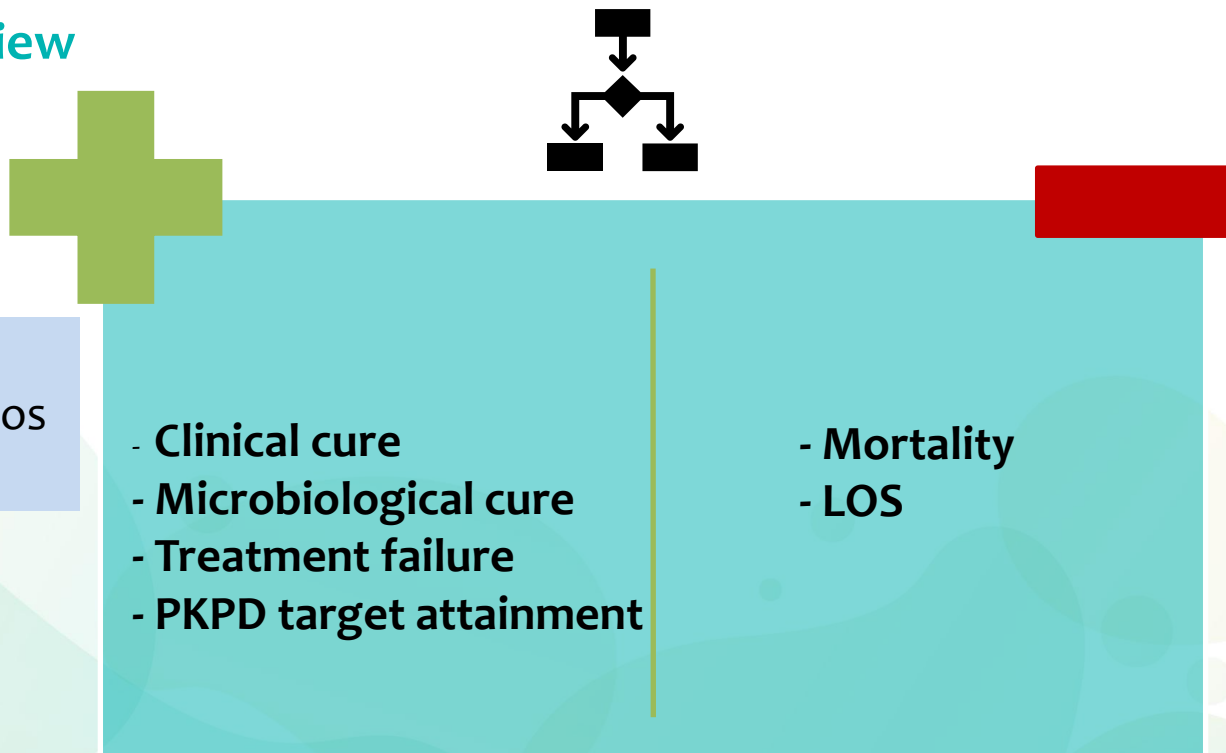 iew
os
- Clinical cure
- Microbiological cure
- Treatment failure
- PKPD target attainment
- Mortality
- LOS